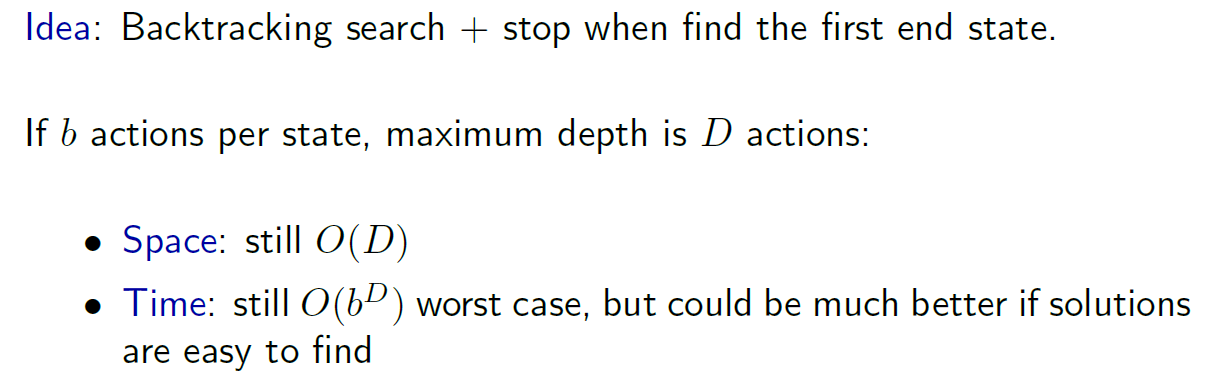 Idea: Backtracking search + stop when find the first end state.
If b actions per state, maximum depth is D actions:
• Space: still O(D)
• Time: still O(b^D) worst case, but could be much better if solutions
are easy to find